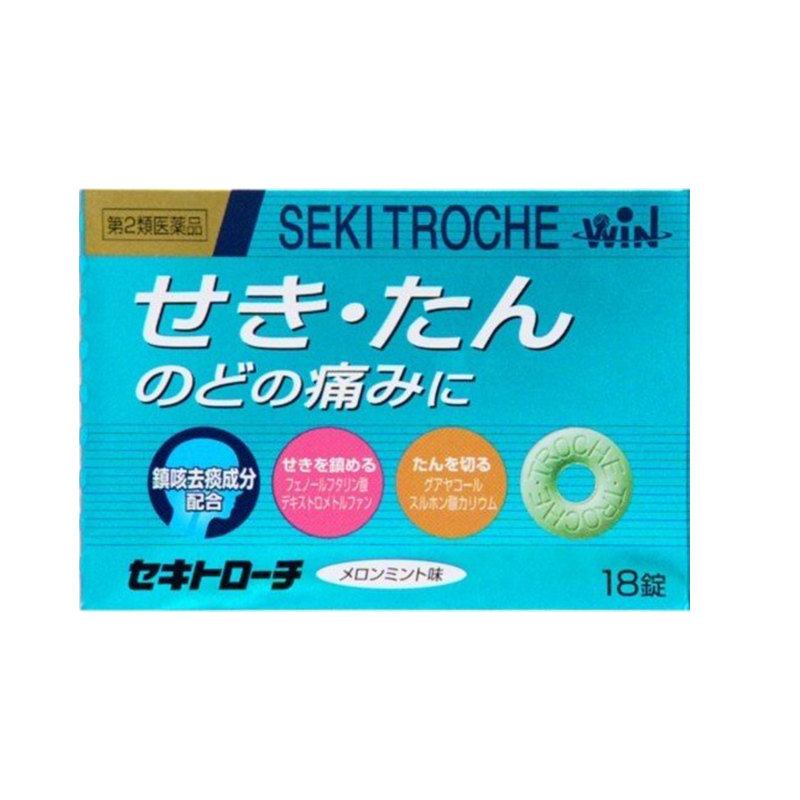 第2類医薬品
SEKI TROCHE WiN
せき・たん
のどの痛みに
鎮咳去痰成分
配合
せきを鎮める
フェノールフタリン酸
デキストロメトルファン
たんを切る
グアヤコール
スルホン酸カリウム
TROCHE・TROCHE・
セキトローチ
メロンミント味
18錠